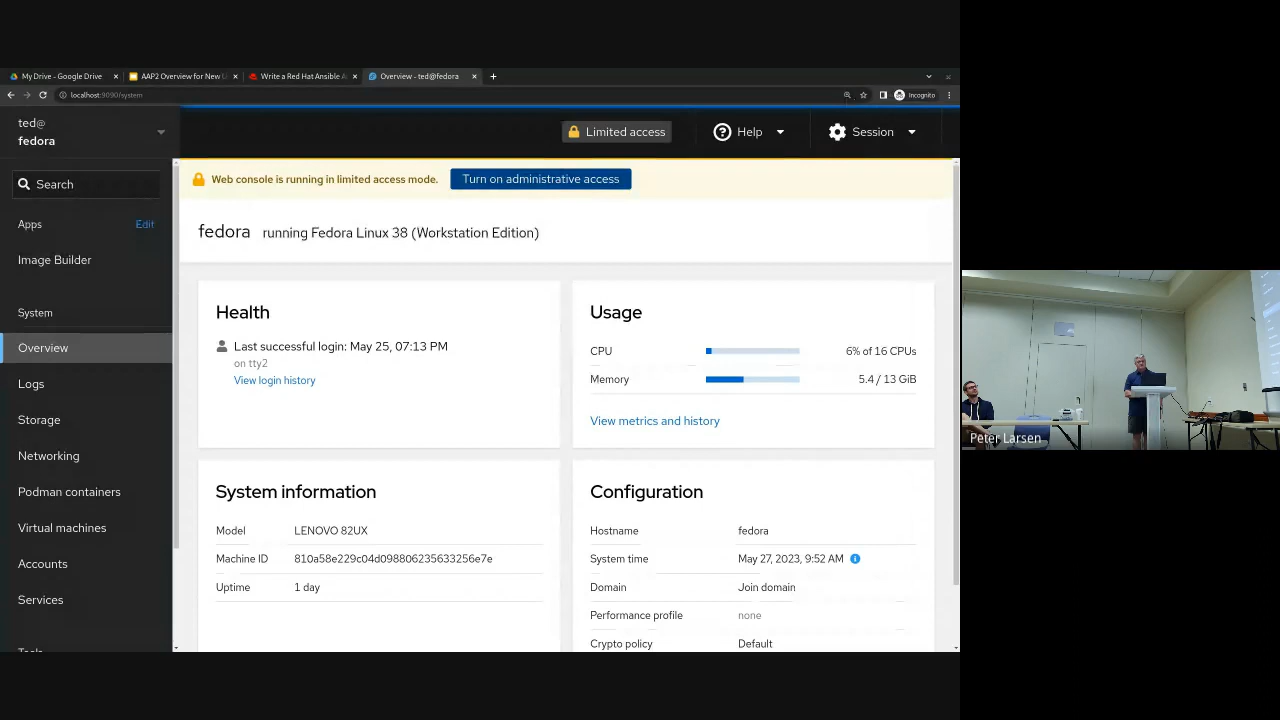 My Drive - Google Drive
AAP2 Overview for New U
Write a Red Hat Ansible A
Overview - ted@fedora
localhost:9090/system
Incognito
ted@
fedora
Limited access
Help
Session
Search
Web console is running in limited access mode.
Turn on administrative access
Apps
Edit
fedora
running Fedora Linux 38 (Workstation Edition)
Image Builder
System
Overview
Logs
Storage
Networking
Podman containers
Virtual machines
Accounts
Services
Tools
Health
Last successful login: May 25, 07:13 PM
on tty2
View login history
Usage
CPU
6% of 16 CPUs
Memory
5.4 / 13 GiB
View metrics and history
System information
Model
LENOVO 82UX
Machine ID
810a58e229c04d098806235633256e7e
Uptime
1 day
Configuration
Hostname
fedora
System time
May 27, 2023, 9:52 AM
Domain
Join domain
Performance profile
none
Crypto policy
Default
Peter Larsen